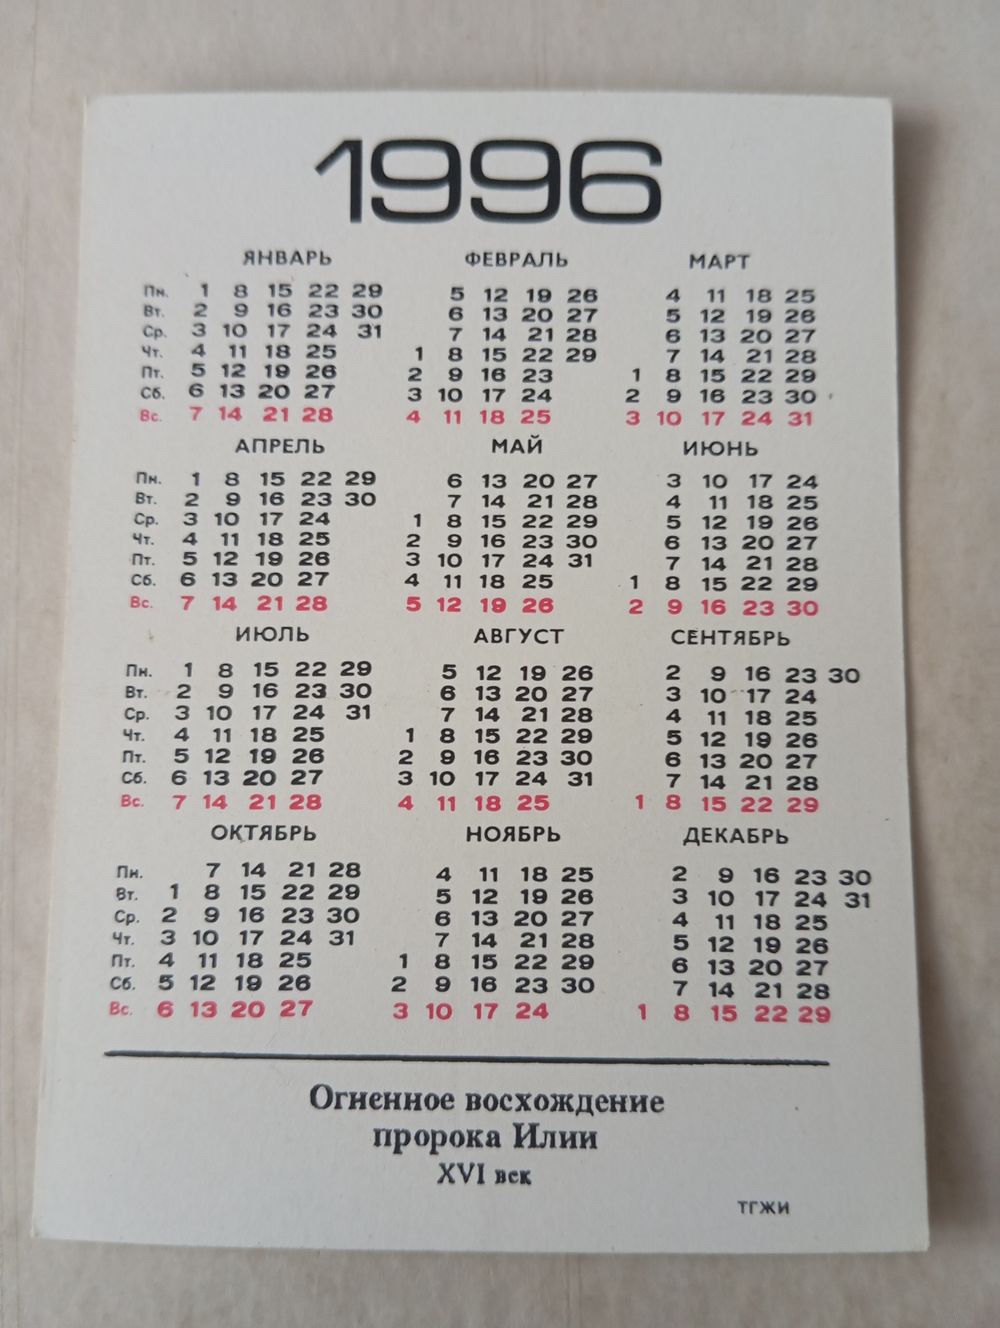 1996
ЯНВАРЬ ФЕВРАЛЬ МАРТ
Пн. 1 8 15 22 29 5 12 19 26 4 11 18 25
Вт. 2 9 16 23 30 6 13 20 27 5 12 19 26
Ср. 3 10 17 24 31 7 14 21 28 6 13 20 27
Чт. 4 11 18 25 1 8 15 22 29 7 14 21 28
Пт. 5 12 19 26 2 9 16 23 1 8 15 22 29
Сб. 6 13 20 27 3 10 17 24 2 9 16 23 30
Вс. 7 14 21 28 4 11 18 25 3 10 17 24 31
АПРЕЛЬ МАЙ ИЮНЬ
Пн. 1 8 15 22 29 6 13 20 27 3 10 17 24
Вт. 2 9 16 23 30 7 14 21 28 4 11 18 25
Ср. 3 10 17 24 1 8 15 22 29 5 12 19 26
Чт. 4 11 18 25 2 9 16 23 30 6 13 20 27
Пт. 5 12 19 26 3 10 17 24 31 7 14 21 28
Сб. 6 13 20 27 4 11 18 25 1 8 15 22 29
Вс. 7 14 21 28 5 12 19 26 2 9 16 23 30
ИЮЛЬ АВГУСТ СЕНТЯБРЬ
Пн. 1 8 15 22 29 5 12 19 26 2 9 16 23 30
Вт. 2 9 16 23 30 6 13 20 27 3 10 17 24
Ср. 3 10 17 24 31 7 14 21 28 4 11 18 25
Чт. 4 11 18 25 1 8 15 22 29 5 12 19 26
Пт. 5 12 19 26 2 9 16 23 30 6 13 20 27
Сб. 6 13 20 27 3 10 17 24 31 7 14 21 28
Вс. 7 14 21 28 4 11 18 25 1 8 15 22 29
ОКТЯБРЬ НОЯБРЬ ДЕКАБРЬ
Пн. 7 14 21 28 4 11 18 25 2 9 16 23 30
Вт. 1 8 15 22 29 5 12 19 26 3 10 17 24 31
Ср. 2 9 16 23 30 6 13 20 27 4 11 18 25
Чт. 3 10 17 24 31 7 14 21 28 5 12 19 26
Пт. 4 11 18 25 1 8 15 22 29 6 13 20 27
Сб. 5 12 19 26 2 9 16 23 30 7 14 21 28
Вс. 6 13 20 27 3 10 17 24 1 8 15 22 29
Огненное восхождение
пророка Илии
XVI век
ТГЖИ